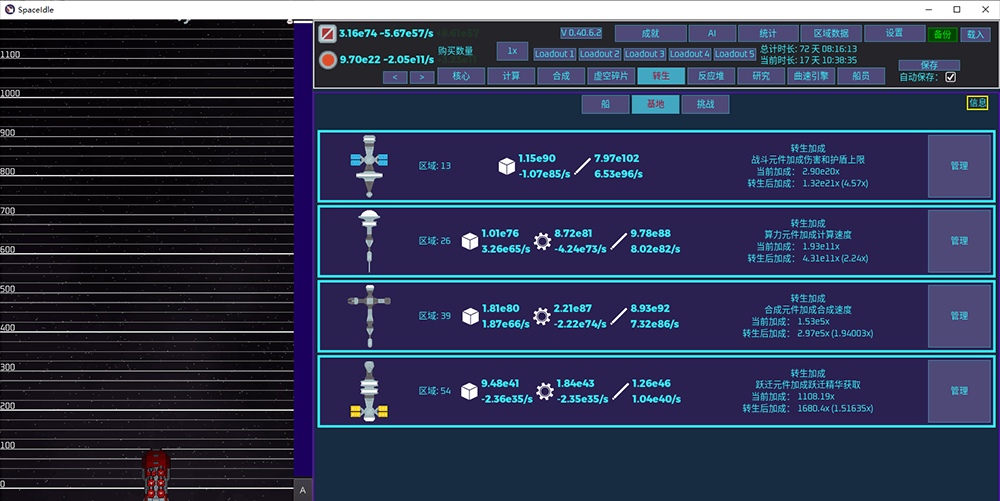 SpaceIdle
3.16e74 -5.67e57/s
9.70e22 -2.05e11/s
购买数量
1x
V 0.40.6.2
成就
AI
统计
区域数据
设置
备份
载入
Loadout 1
Loadout 2
Loadout 3
Loadout 4
Loadout 5
总计时长: 72 天 08:16:13
当前时长: 17 天 10:38:35
保存
自动保存:
<
>
核心
计算
合成
虚空碎片
转生
反应堆
研究
曲速引擎
船员
船
基地
挑战
信息
区域: 13
1.15e90
-1.07e85/s
7.97e102
6.53e96/s
转生加成
战斗元件加成伤害和护盾上限
当前加成: 2.90e20x
转生后加成: 1.32e21x (4.57x)
管理
区域: 26
1.01e76
3.26e65/s
8.72e81
-4.24e73/s
9.78e88
8.02e82/s
转生加成
算力元件加成计算速度
当前加成: 1.93e11x
转生后加成: 4.31e11x (2.24x)
管理
区域: 39
1.81e80
1.87e66/s
2.21e87
-2.22e74/s
8.93e92
7.32e86/s
转生加成
合成元件加成合成速度
当前加成: 1.53e5x
转生后加成: 2.97e5x (1.94003x)
管理
区域: 54
9.48e41
-2.36e35/s
1.84e43
-2.35e35/s
1.26e46
1.04e40/s
转生加成
跃迁元件加成跃迁精华获取
当前加成: 1108.19x
转生后加成: 1680.4x (1.51635x)
管理
1100
1000
900
800
700
600
500
400
300
200
100
0
A